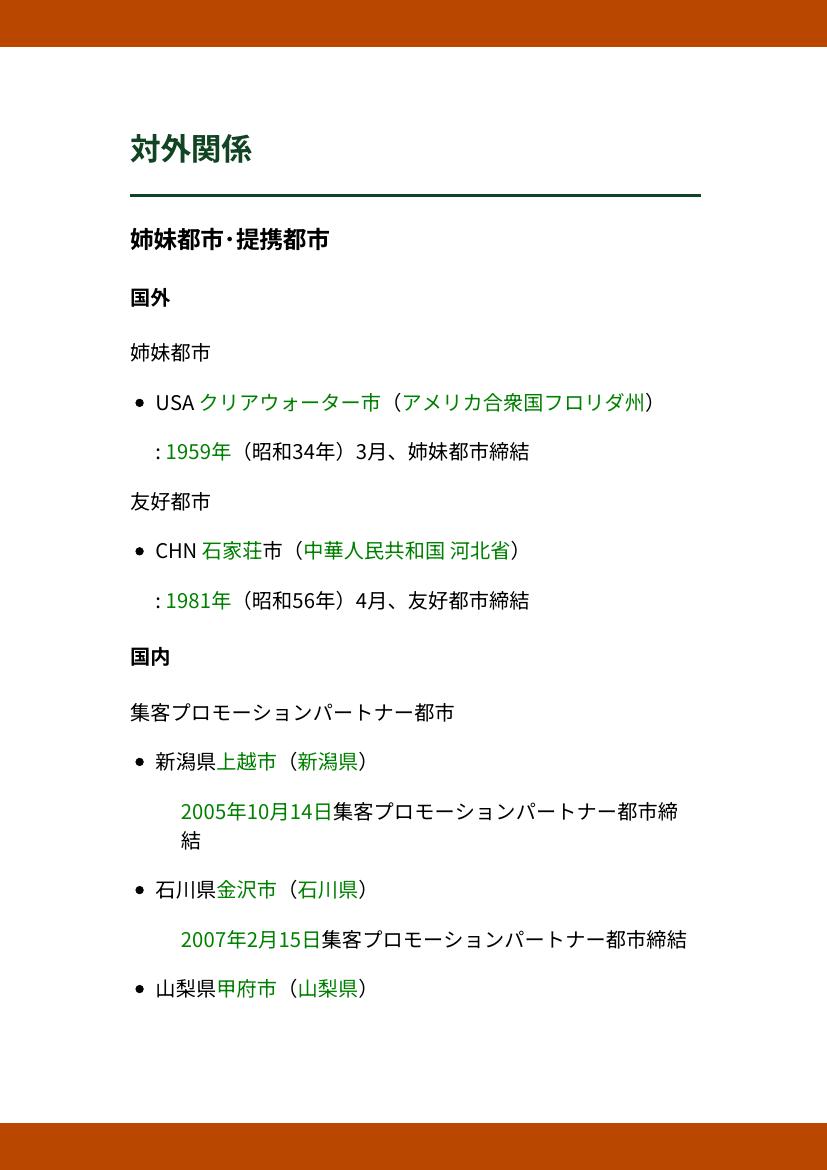 対外関係
姉妹都市･提携都市
国外
姉妹都市
• USA クリアウォーター市（アメリカ合衆国フロリダ州）
: 1959年（昭和34年）3月、姉妹都市締結
友好都市
• CHN 石家荘市（中華人民共和国 河北省）
: 1981年（昭和56年）4月、友好都市締結
国内
集客プロモーションパートナー都市
• 新潟県上越市（新潟県）
2005年10月14日集客プロモーションパートナー都市締
結
• 石川県金沢市（石川県）
2007年2月15日集客プロモーションパートナー都市締結
• 山梨県甲府市（山梨県）